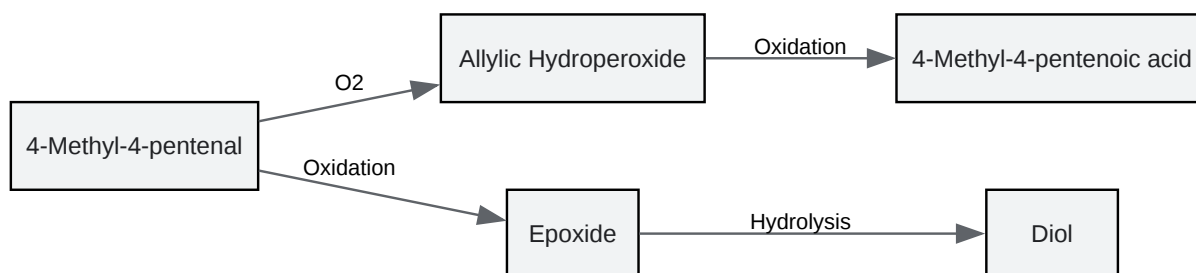 Allylic Hydroperoxide
Oxidation
4-Methyl-4-pentenoic acid
O2
4-Methyl-4-pentenal
Oxidation
Epoxide
Hydrolysis
Diol